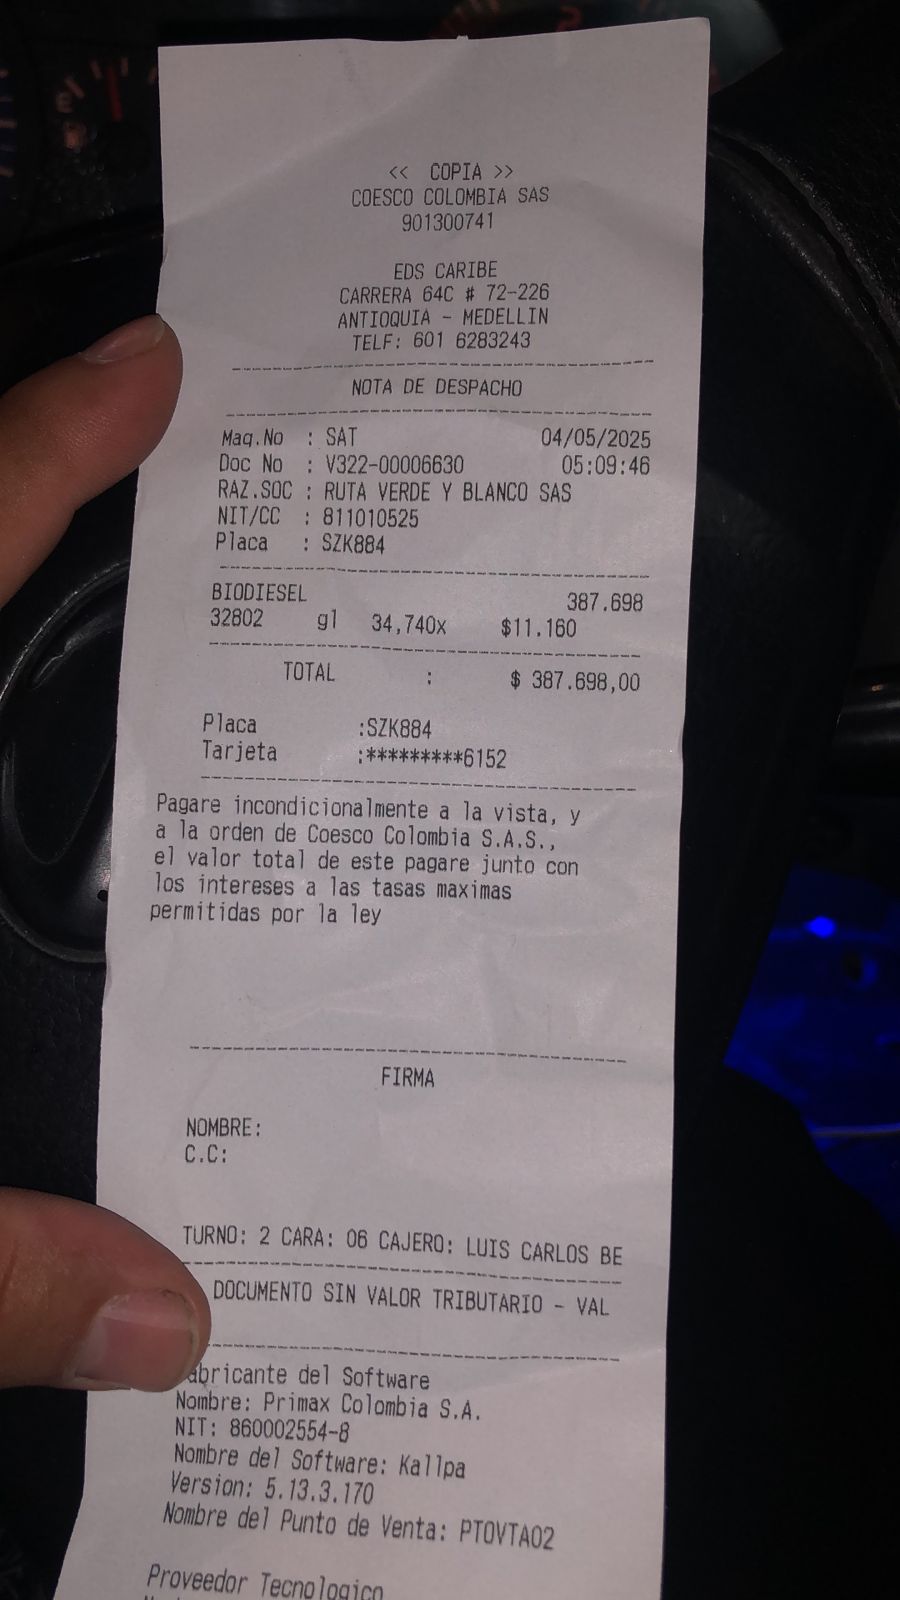 << COPIA >>
COESCO COLOMBIA SAS
901300741
EDS CARIBE
CARRERA 64C # 72-226
ANTIOQUIA - MEDELLIN
TELF: 601 6283243
NOTA DE DESPACHO
Maq.No : SAT 04/05/2025
Doc No : V322-00006630 05:09:46
RAZ.SOC : RUTA VERDE Y BLANCO SAS
NIT/CC : 811010525
Placa : SZK884
BIODIESEL 387.698
32802 gl 34,740x $11.160
TOTAL : $ 387.698,00
Placa :SZK884
Tarjeta :*********6152
Pagare incondicionalmente a la vista, y
a la orden de Coesco Colombia S.A.S.,
el valor total de este pagare junto con
los intereses a las tasas maximas
permitidas por la ley
FIRMA
NOMBRE:
C.C:
TURNO: 2 CARA: 06 CAJERO: LUIS CARLOS BE
DOCUMENTO SIN VALOR TRIBUTARIO - VAL
abricante del Software
Nombre: Primax Colombia S.A.
NIT: 860002554-8
Nombre del Software: Kallpa
Version: 5.13.3.170
Nombre del Punto de Venta: PTOVTA02
Proveedor Tecnologico